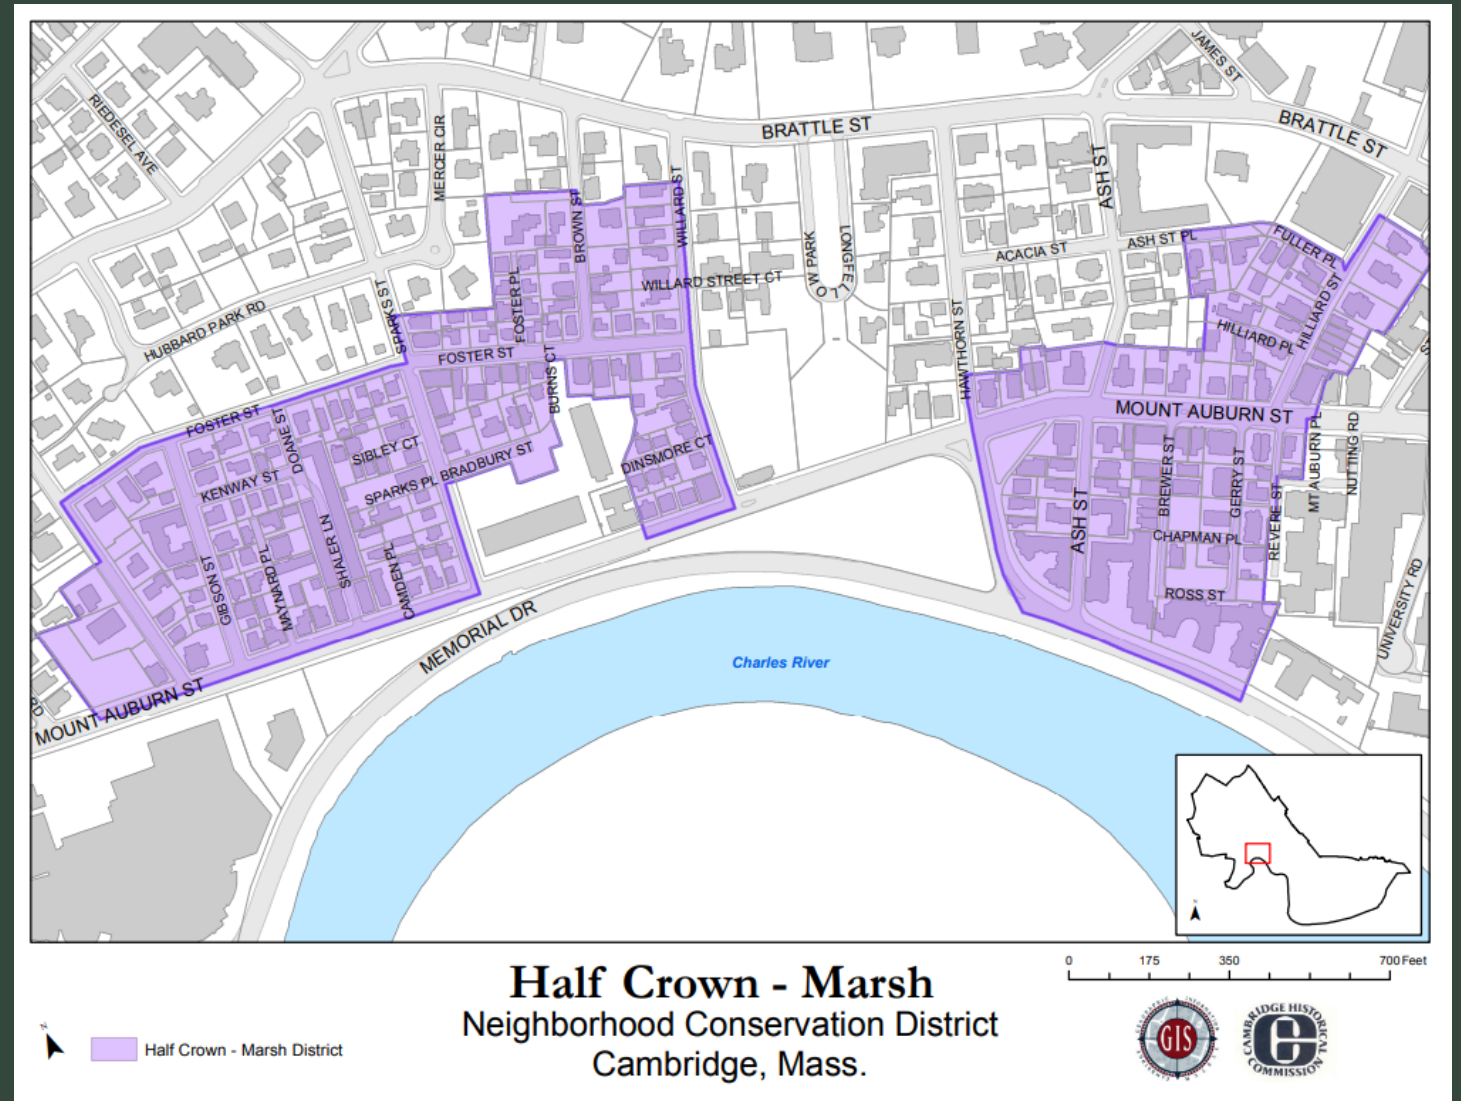 JAMES ST
RIEDESEL AVE
MERCER CIR
BRATTLE ST
BRATTLE ST
ASH ST
WILLARD ST
BROWN ST
FULLER PL
ASH ST PL
ACACIA ST
LONGFELLOW PARK
WILLARD STREET CT
FOSTER PL
SPARKS ST
HUBBARD PARK RD
HILLIARD ST
HILLIARD PL
HAWTHORN ST
FOSTER ST
BURNS CT
MOUNT AUBURN ST
FOSTER ST
DOANE ST
SIBLEY CT
BRADBURY ST
DINSMORE CT
MT AUBURN PL
NUTTING RD
BREWER ST
GERRY ST
REVERE ST
KENWAY ST
SPARKS PL
ASH ST
CHAPMAN PL
SHALER LN
GIBSON ST
MAYNARD PL
CAMDEN PL
ROSS ST
UNIVERSITY RD
MEMORIAL DR
Charles River
RD
MOUNT AUBURN ST
N
0 175 350 700 Feet
Half Crown - Marsh
Neighborhood Conservation District
Cambridge, Mass.
N
Half Crown - Marsh District
GIS
CAMBRIDGE HISTORICAL
COMMISSION